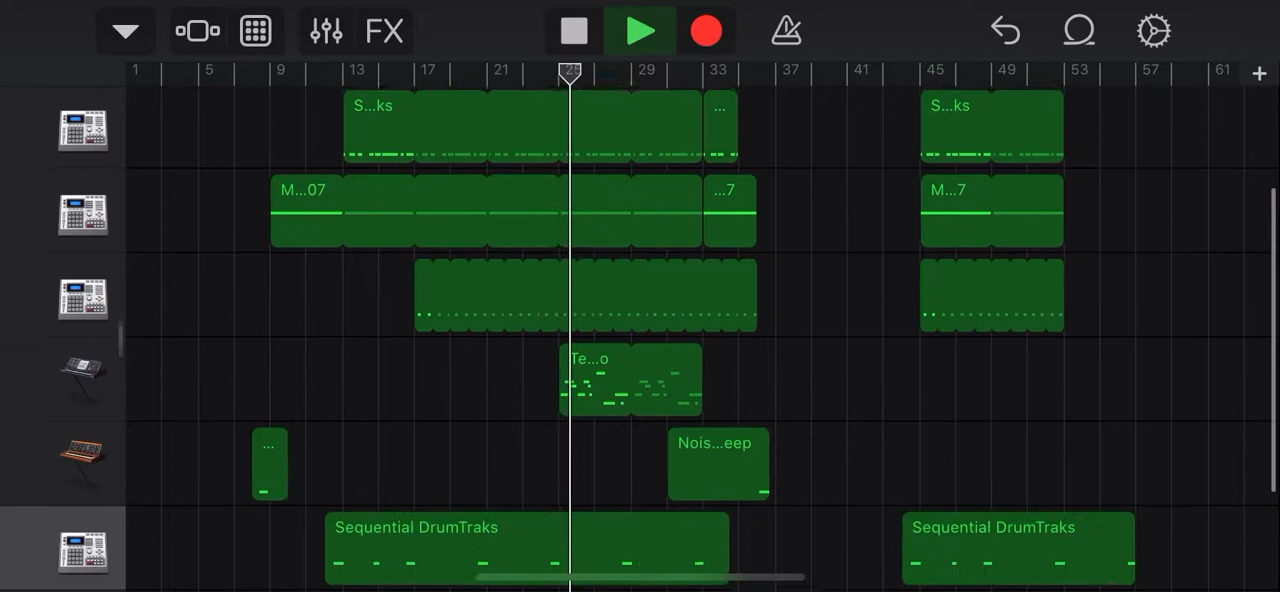 FX
1 5 9 13 17 21 25 29 33 37 41 45 49 53 57 61 +
S...ks ... S...ks
M...07 ...7 M...7
Te...o
... Nois...eep
Sequential DrumTraks Sequential DrumTraks